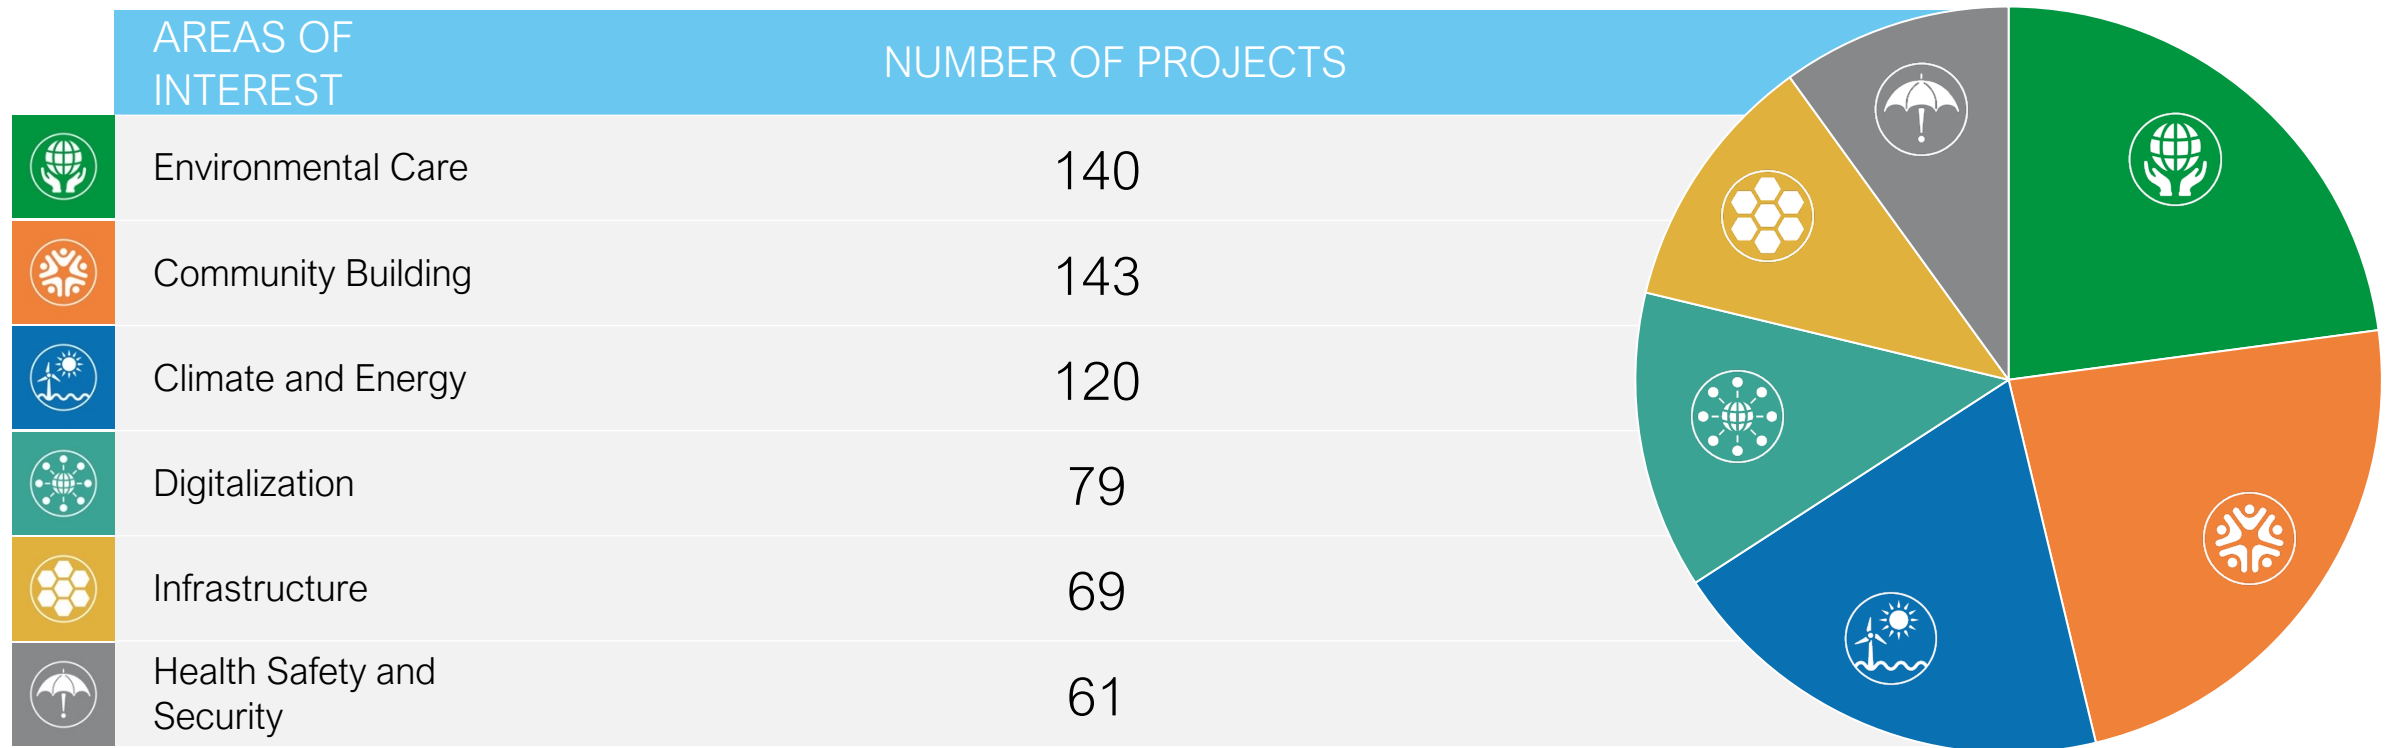 AREAS OF
INTEREST
NUMBER OF PROJECTS
Environmental Care
140
Community Building
143
Climate and Energy
120
Digitalization
79
Infrastructure
69
Health Safety and
Security
61